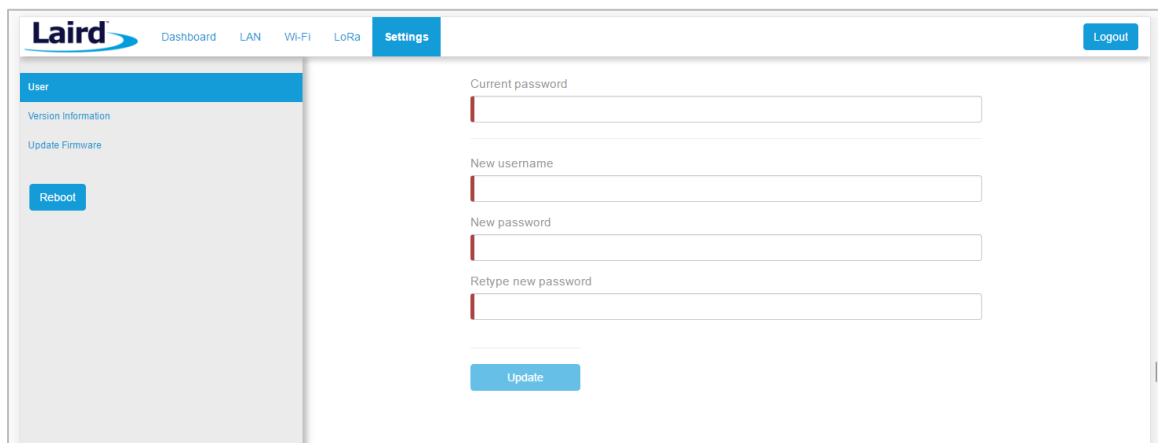 Laird
Dashboard LAN Wi-Fi LoRa Settings Logout
User
Version Information
Update Firmware
Reboot
Current password
New username
New password
Retype new password
Update